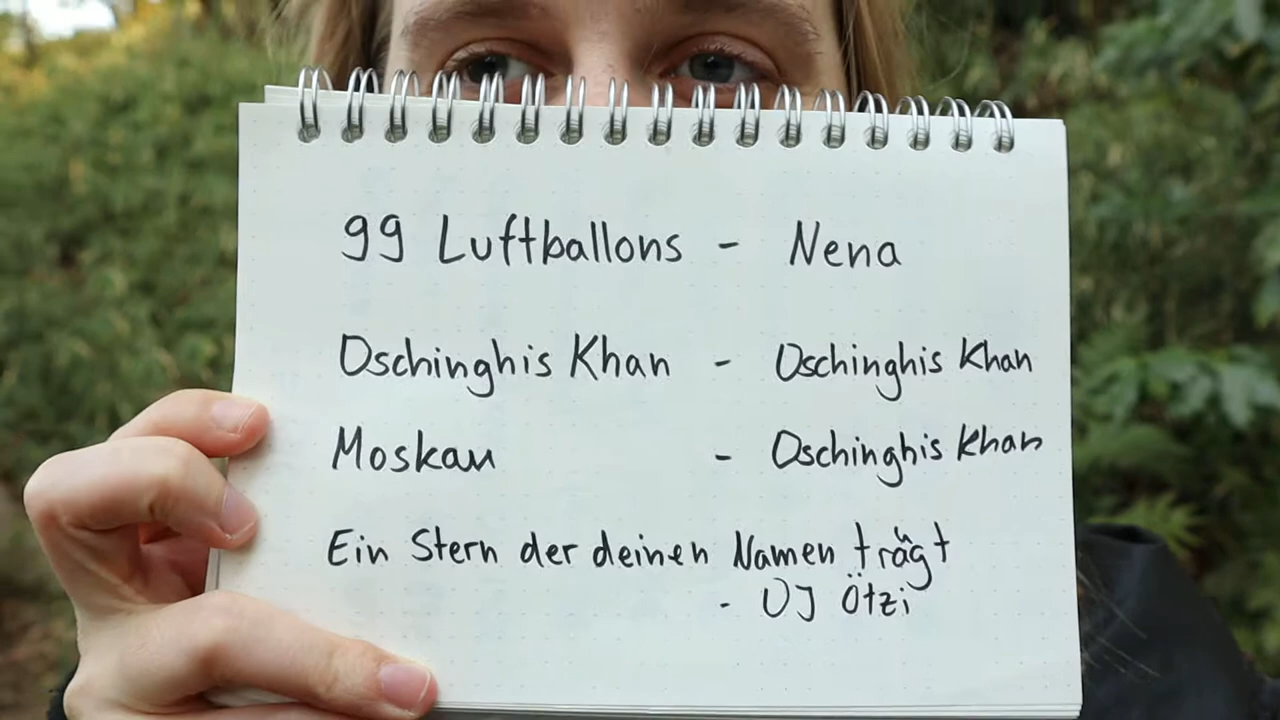 99 Luftballons - Nena
Dschinghis Khan - Dschinghis Khan
Moskau - Dschinghis Khan
Ein Stern der deinen Namen trägt
- DJ Ötzi